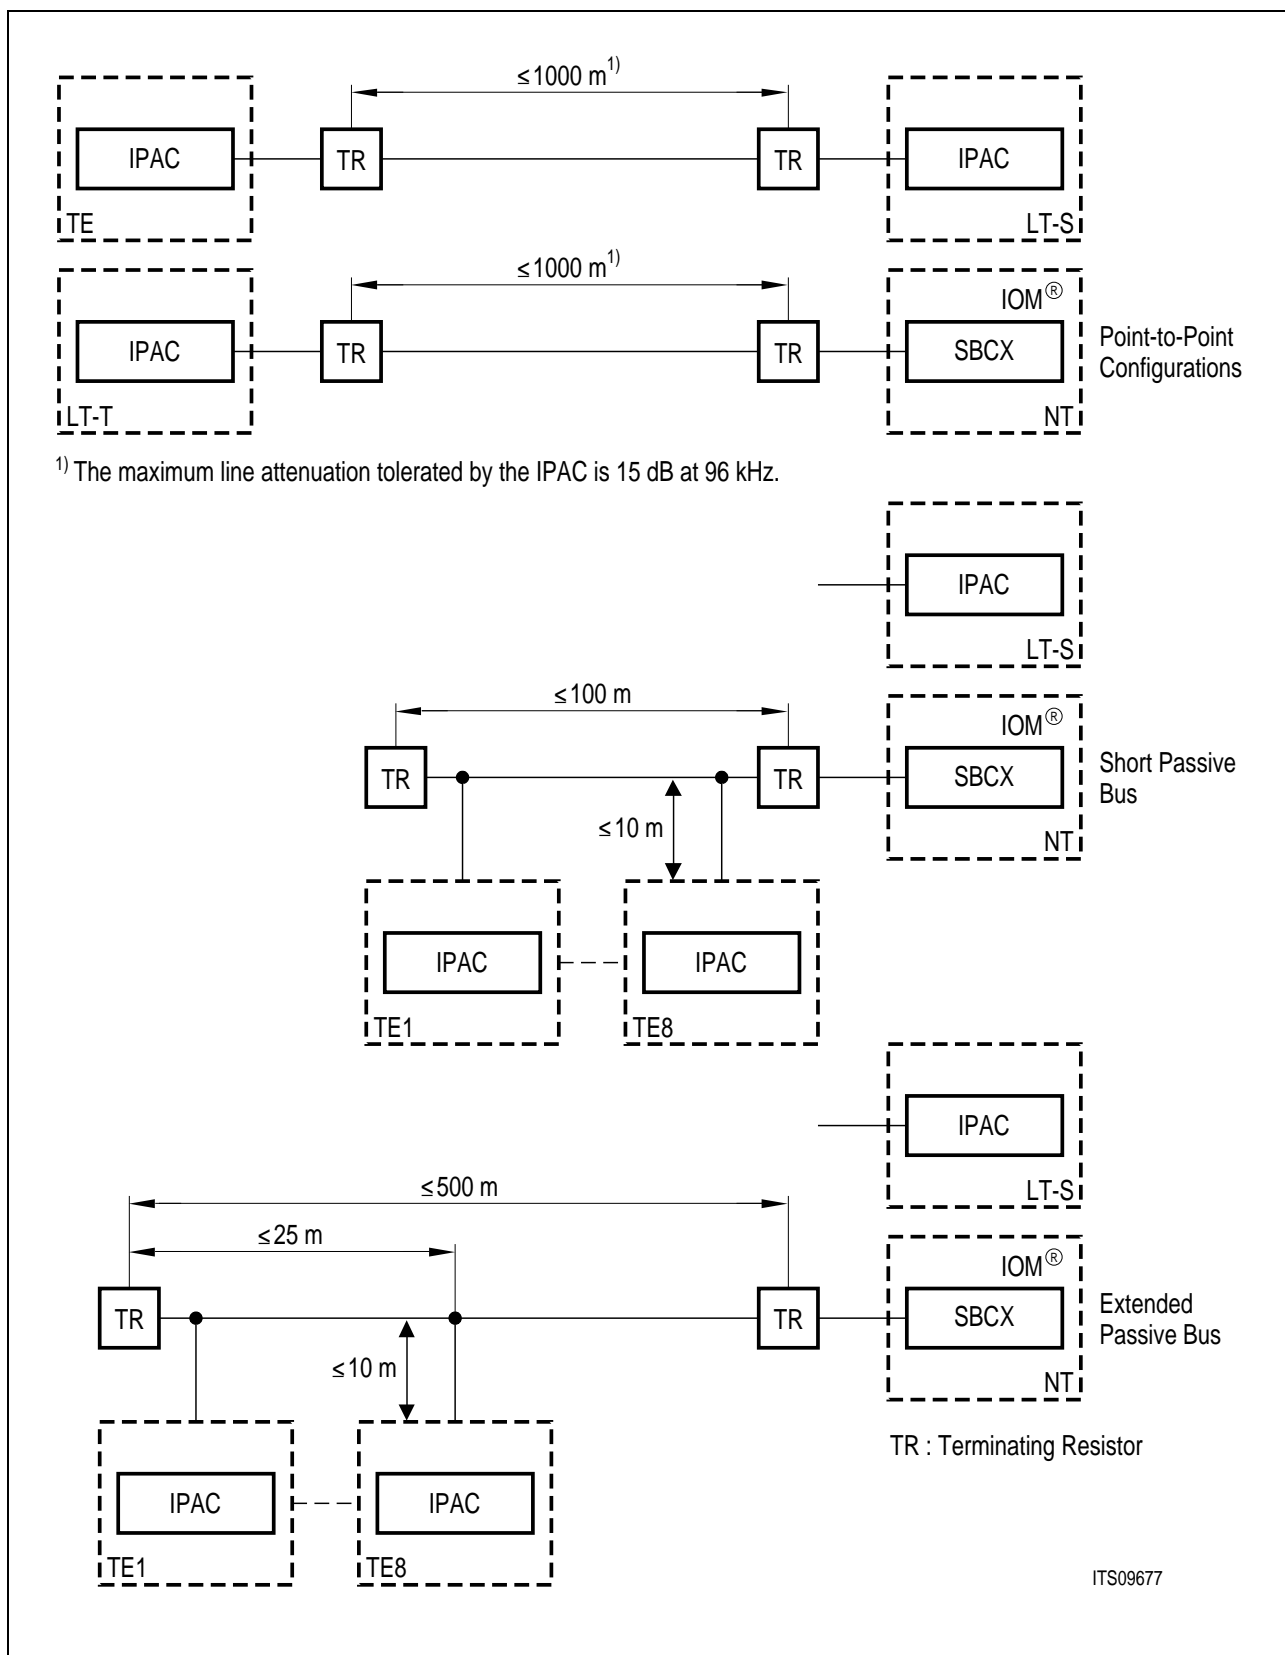 ≤1000 m1)
IPAC
TR
TR
IPAC
TE
LT-S
≤1000 m1)
IOM®
IPAC
TR
TR
SBCX
Point-to-Point
Configurations
LT-T
NT
1) The maximum line attenuation tolerated by the IPAC is 15 dB at 96 kHz.
IPAC
LT-S
≤100 m
IOM®
TR
TR
SBCX
Short Passive
Bus
≤10 m
NT
IPAC
IPAC
TE1
TE8
IPAC
LT-S
≤500 m
≤25 m
IOM®
TR
TR
SBCX
Extended
Passive Bus
≤10 m
NT
TR : Terminating Resistor
IPAC
IPAC
TE1
TE8
ITS09677